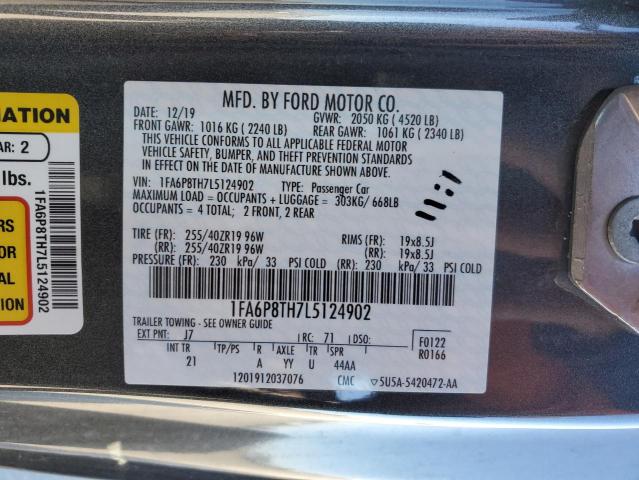 MATION
AR: 2
lbs.
1FA6P8TH7L5124902
ERS
OR
AL
ON
MFD. BY FORD MOTOR CO.
DATE: 12/19 GVWR: 2050 KG ( 4520 LB)
FRONT GAWR: 1016 KG ( 2240 LB) REAR GAWR: 1061 KG ( 2340 LB)
THIS VEHICLE CONFORMS TO ALL APPLICABLE FEDERAL MOTOR
VEHICLE SAFETY, BUMPER, AND THEFT PREVENTION STANDARDS
IN EFFECT ON THE DATE OF MANUFACTURE SHOWN ABOVE.
VIN: 1FA6P8TH7L5124902 TYPE: Passenger Car
MAXIMUM LOAD = OCCUPANTS + LUGGAGE = 303KG/ 668LB
OCCUPANTS = 4 TOTAL; 2 FRONT, 2 REAR
11:11
TIRE (FR): 255/40ZR19 96W RIMS (FR): 19x8.5J
(RR): 255/40ZR19 96W (RR): 19x8.5J
PRESSURE (FR): 230 kPa/ 33 PSI COLD (RR): 230 kPa/ 33 PSI COLD
1FA6P8TH7L5124902
TRAILER TOWING - SEE OWNER GUIDE
EXT PNT: J7 RC: 71 DSO: F0122
INT TR TP/PS R AXLE TR SPR R0166
21 A YY U 44AA
1201912037076 CMC ▽5U5A-5420472-AA